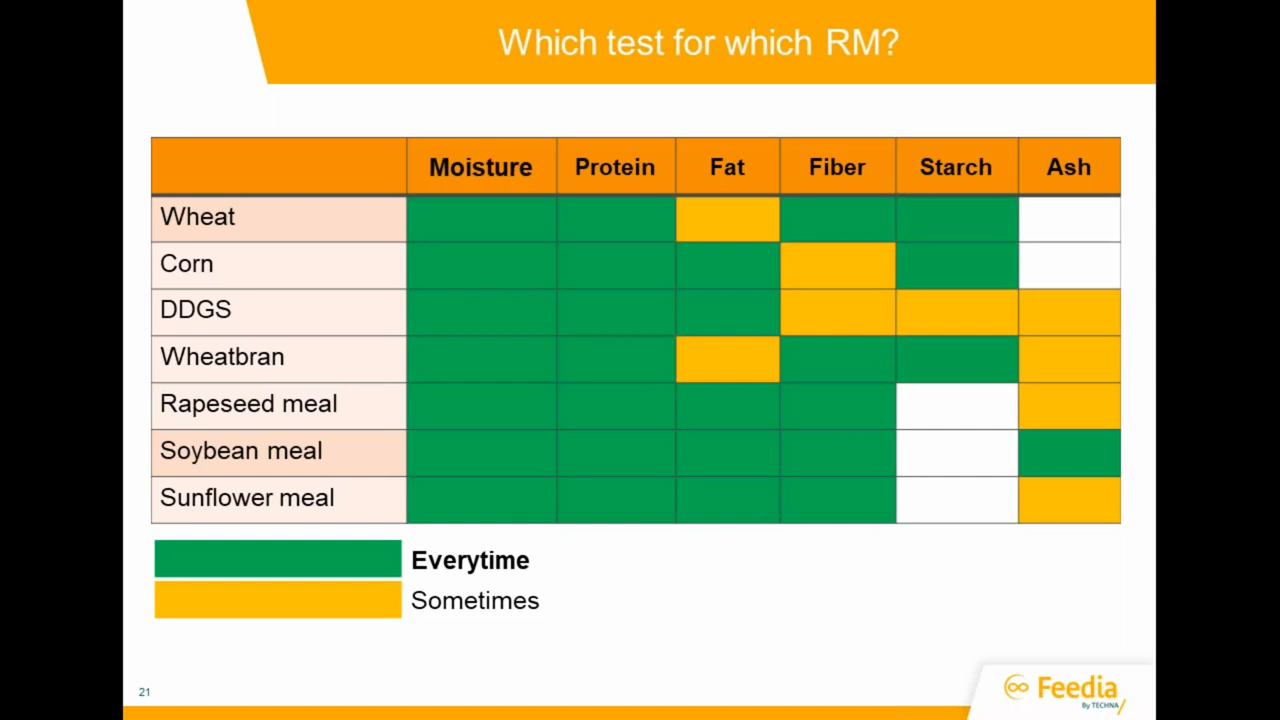 Which test for which RM?
Moisture Protein Fat Fiber Starch Ash
Wheat
Corn
DDGS
Wheatbran
Rapeseed meal
Soybean meal
Sunflower meal
Everytime
Sometimes
21
Feedia
By TECHNA